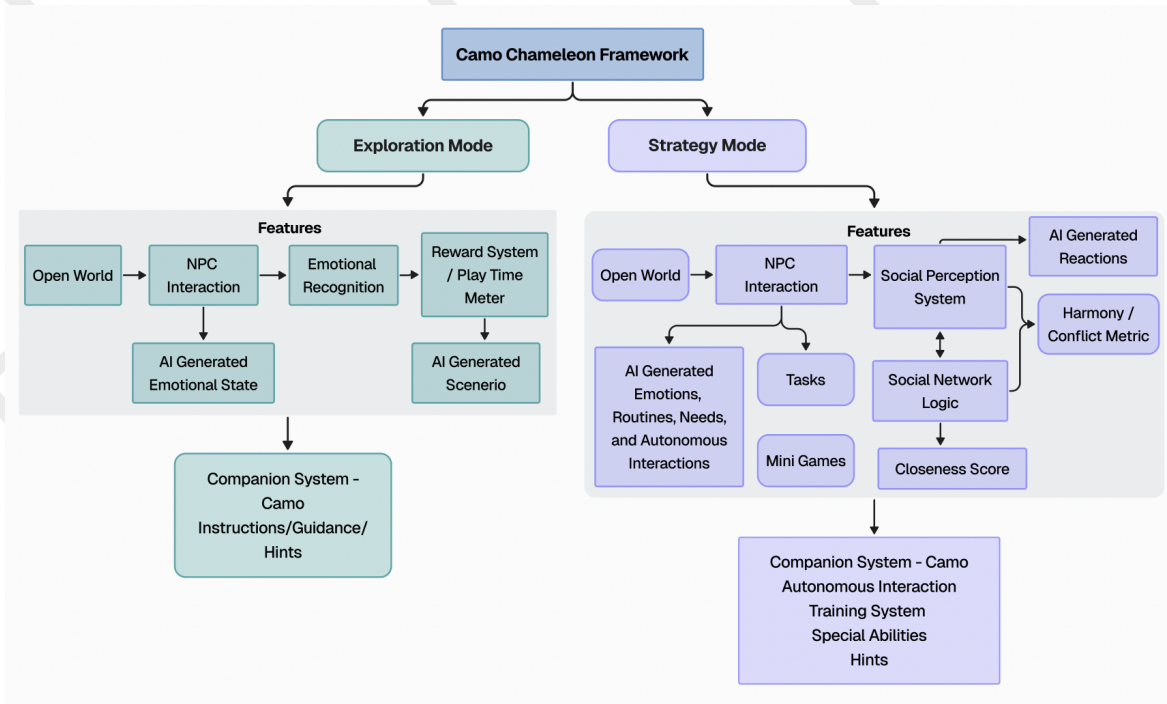 Camo Chameleon Framework
Exploration Mode
Strategy Mode
Features
Open World
NPC
Interaction
Emotional
Recognition
Reward System
/ Play Time
Meter
AI Generated
Emotional State
AI Generated
Scenerio
Companion System -
Camo
Instructions/Guidance/
Hints
Features
Open World
NPC
Interaction
Social Perception
System
AI Generated
Reactions
Harmony /
Conflict Metric
AI Generated
Emotions,
Routines, Needs,
and Autonomous
Interactions
Tasks
Mini Games
Social Network
Logic
Closeness Score
Companion System - Camo
Autonomous Interaction
Training System
Special Abilities
Hints